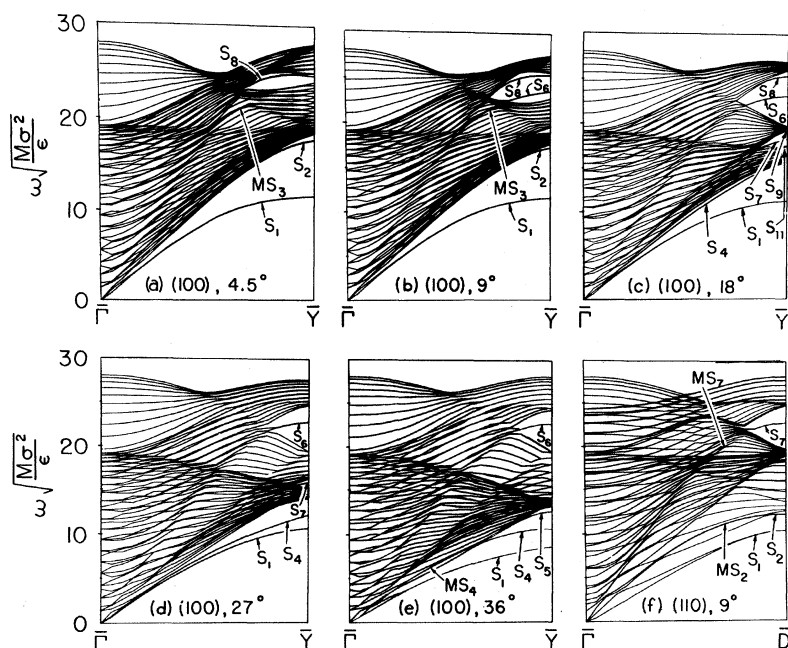 30
20
10
0
ω√Mσ²/ε
S₈
MS₃
S₂
S₁
(a) (100), 4.5°
Γ̄
Ȳ
S₈
S₆
MS₃
S₂
S₁
(b) (100), 9°
Γ̄
Ȳ
S₈
S₆
S₇
S₉
S₄
S₁
S₁₁
(c) (100), 18°
Γ̄
Ȳ
30
20
10
0
ω√Mσ²/ε
S₆
S₇
S₁
S₄
(d) (100), 27°
Γ̄
Ȳ
S₆
MS₄
S₁
S₄
S₅
(e) (100), 36°
Γ̄
Ȳ
MS₇
S₇
MS₂
S₁
S₂
(f) (110), 9°
Γ̄
D̄